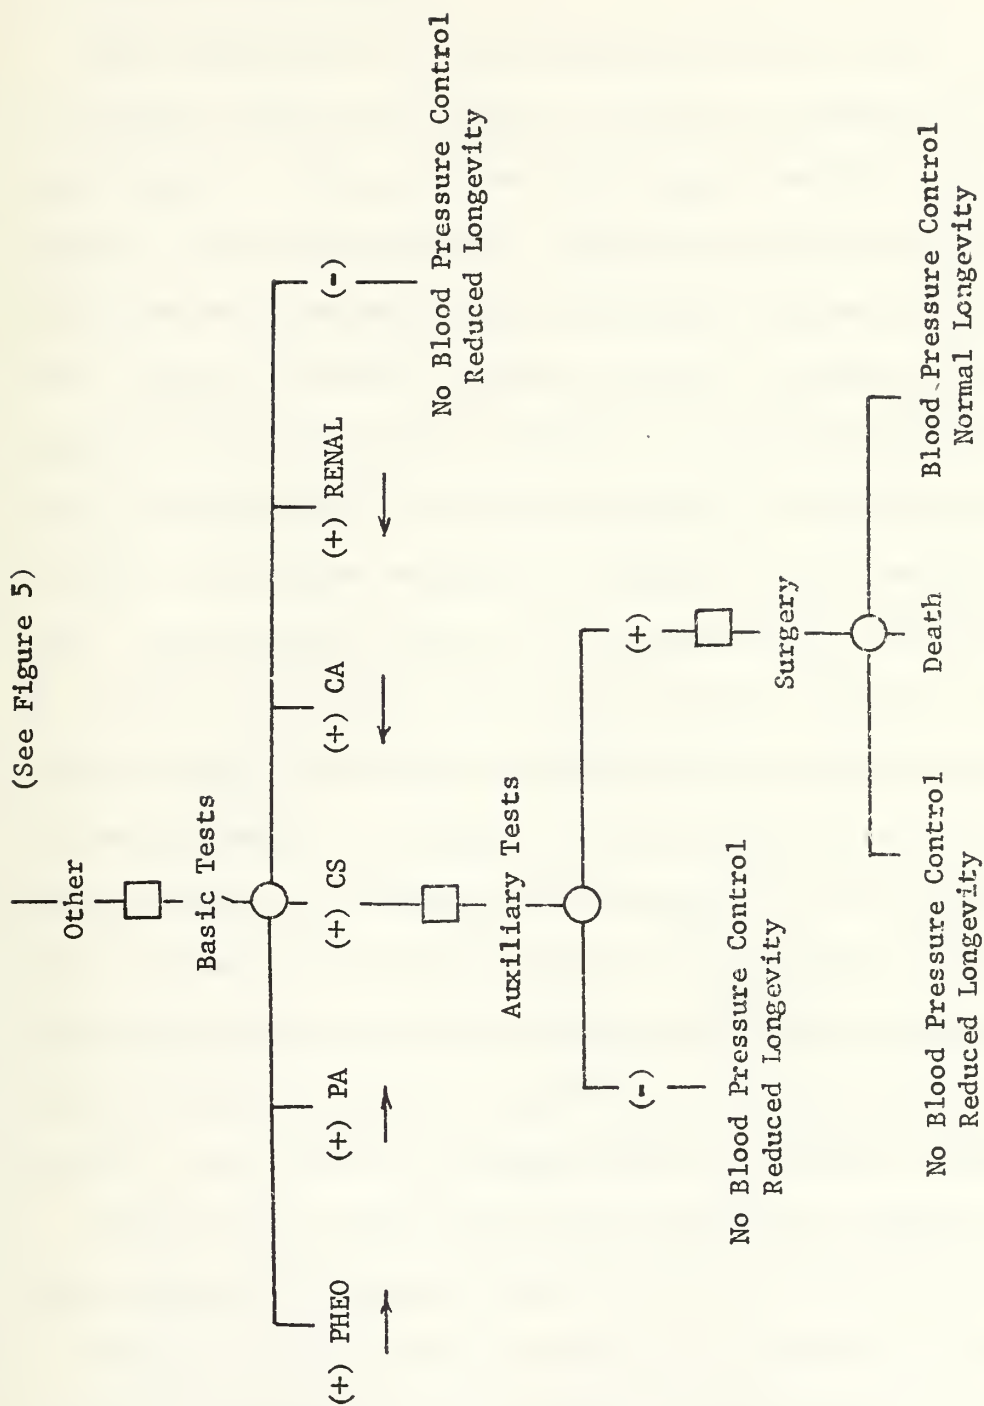 (See Figure 5)
Other
Basic Tests
(+) PHEO
(+) PA
(+) CS
(+) CA
(+) RENAL
(-)
No Blood Pressure Control
Reduced Longevity
Auxiliary Tests
(-)
No Blood Pressure Control
Reduced Longevity
(+)
Surgery
No Blood Pressure Control
Reduced Longevity
Death
Blood Pressure Control
Normal Longevity